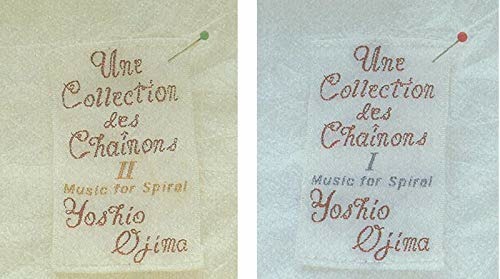 Une
Collection
des
Chaînons
II
Music for Spiral
Yoshio
Ojima
Une
Collection
des
Chaînons
I
Music for Spiral
Yoshio
Ojima